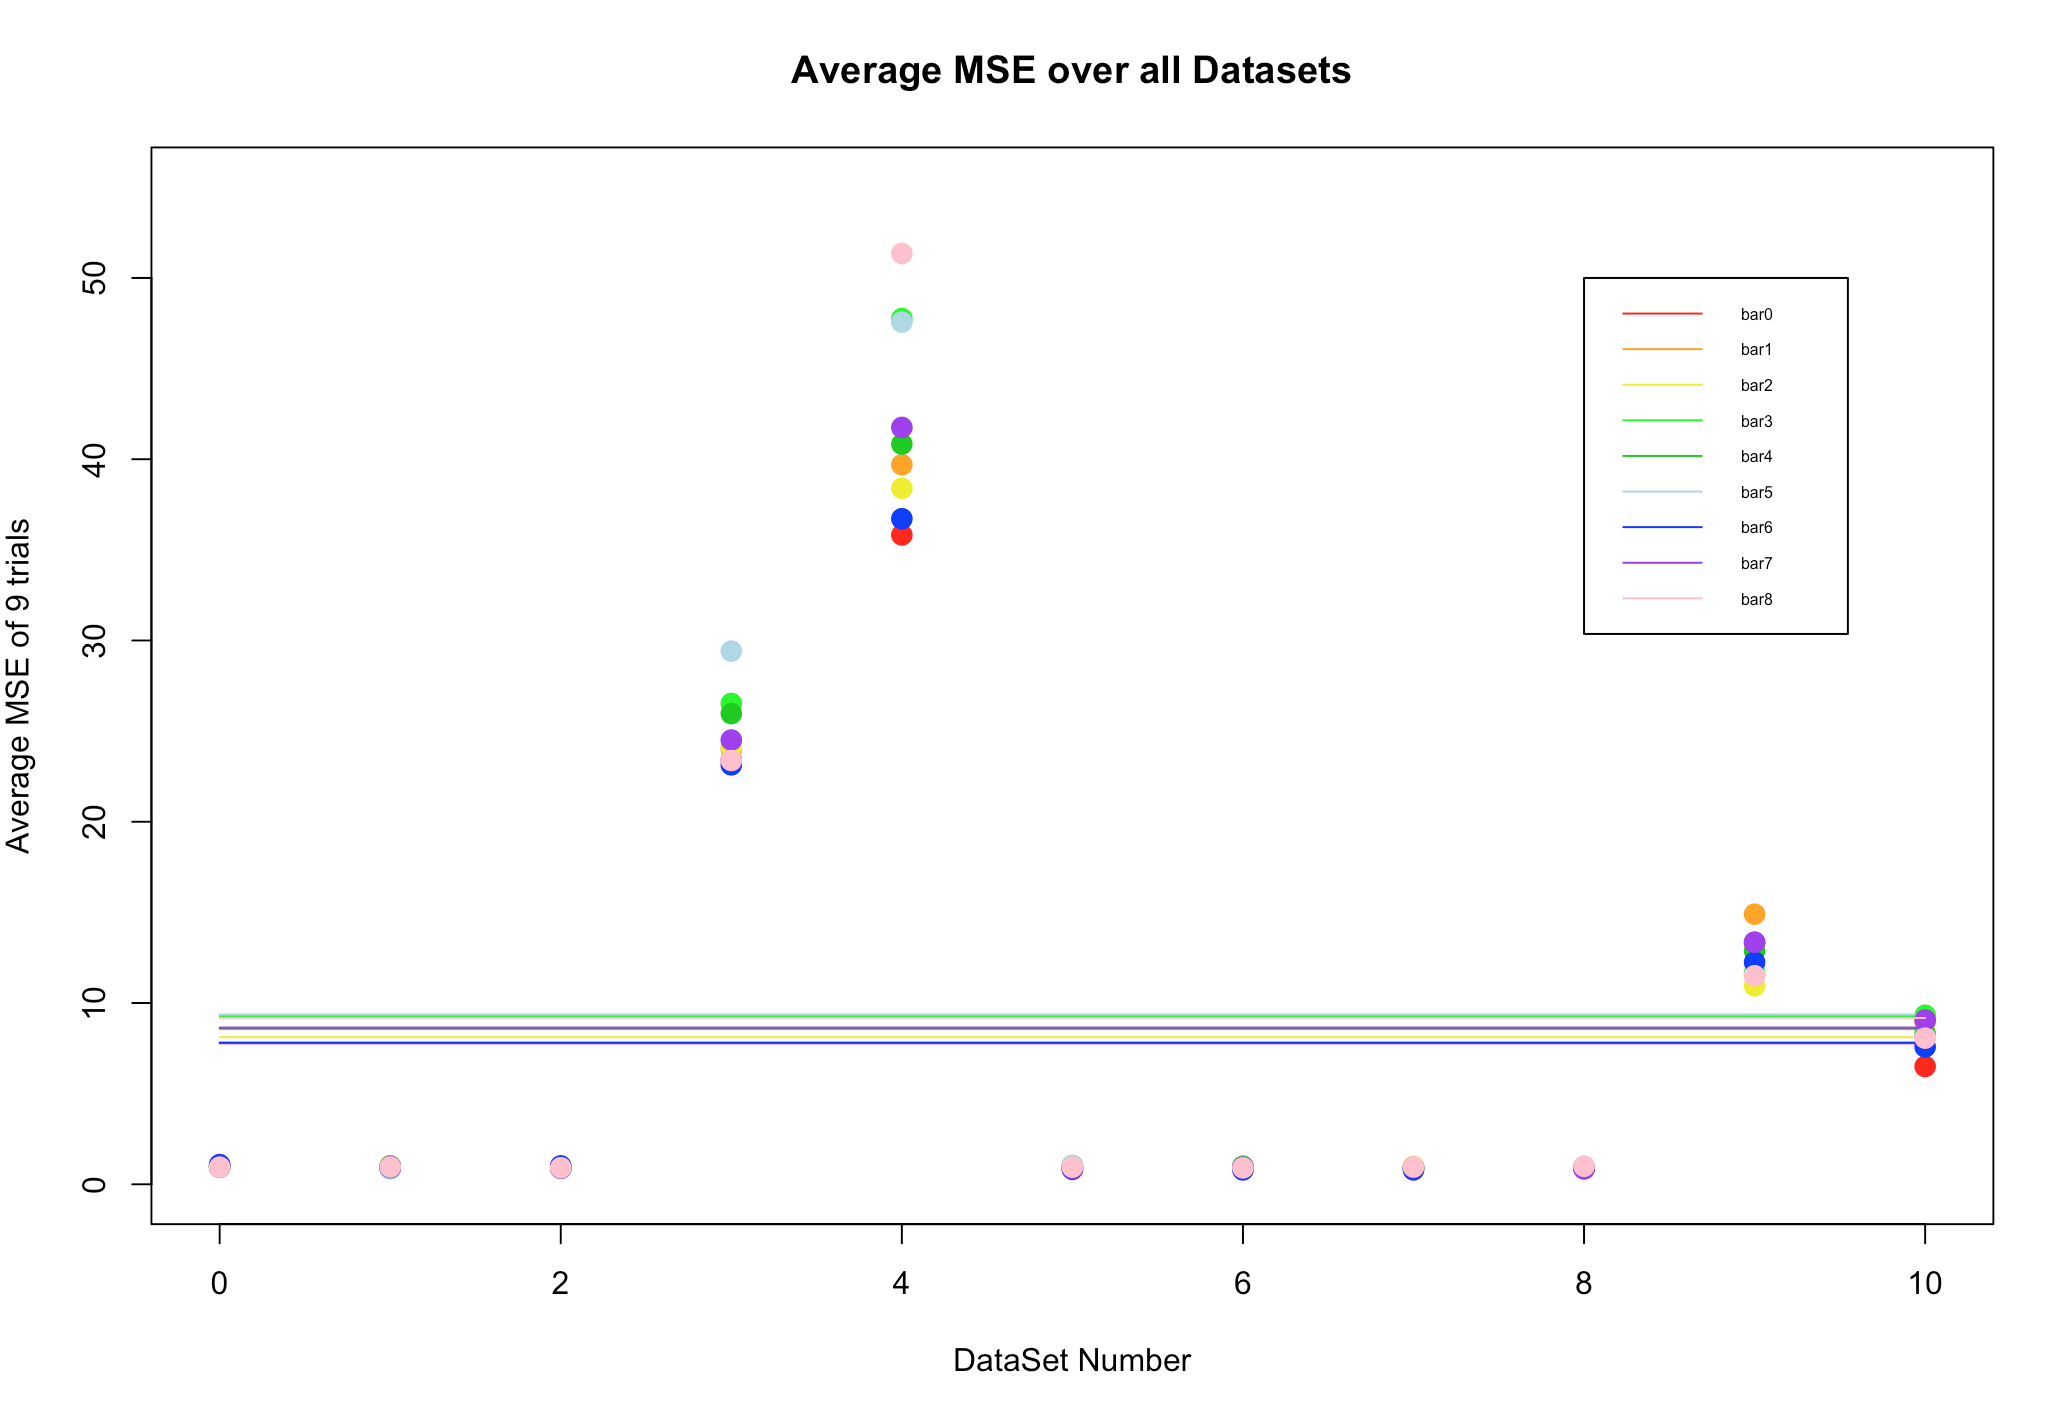 Average MSE over all Datasets
Average MSE of 9 trials
50
40
30
20
10
0
bar0
bar1
bar2
bar3
bar4
bar5
bar6
bar7
bar8
0 2 4 6 8 10
DataSet Number